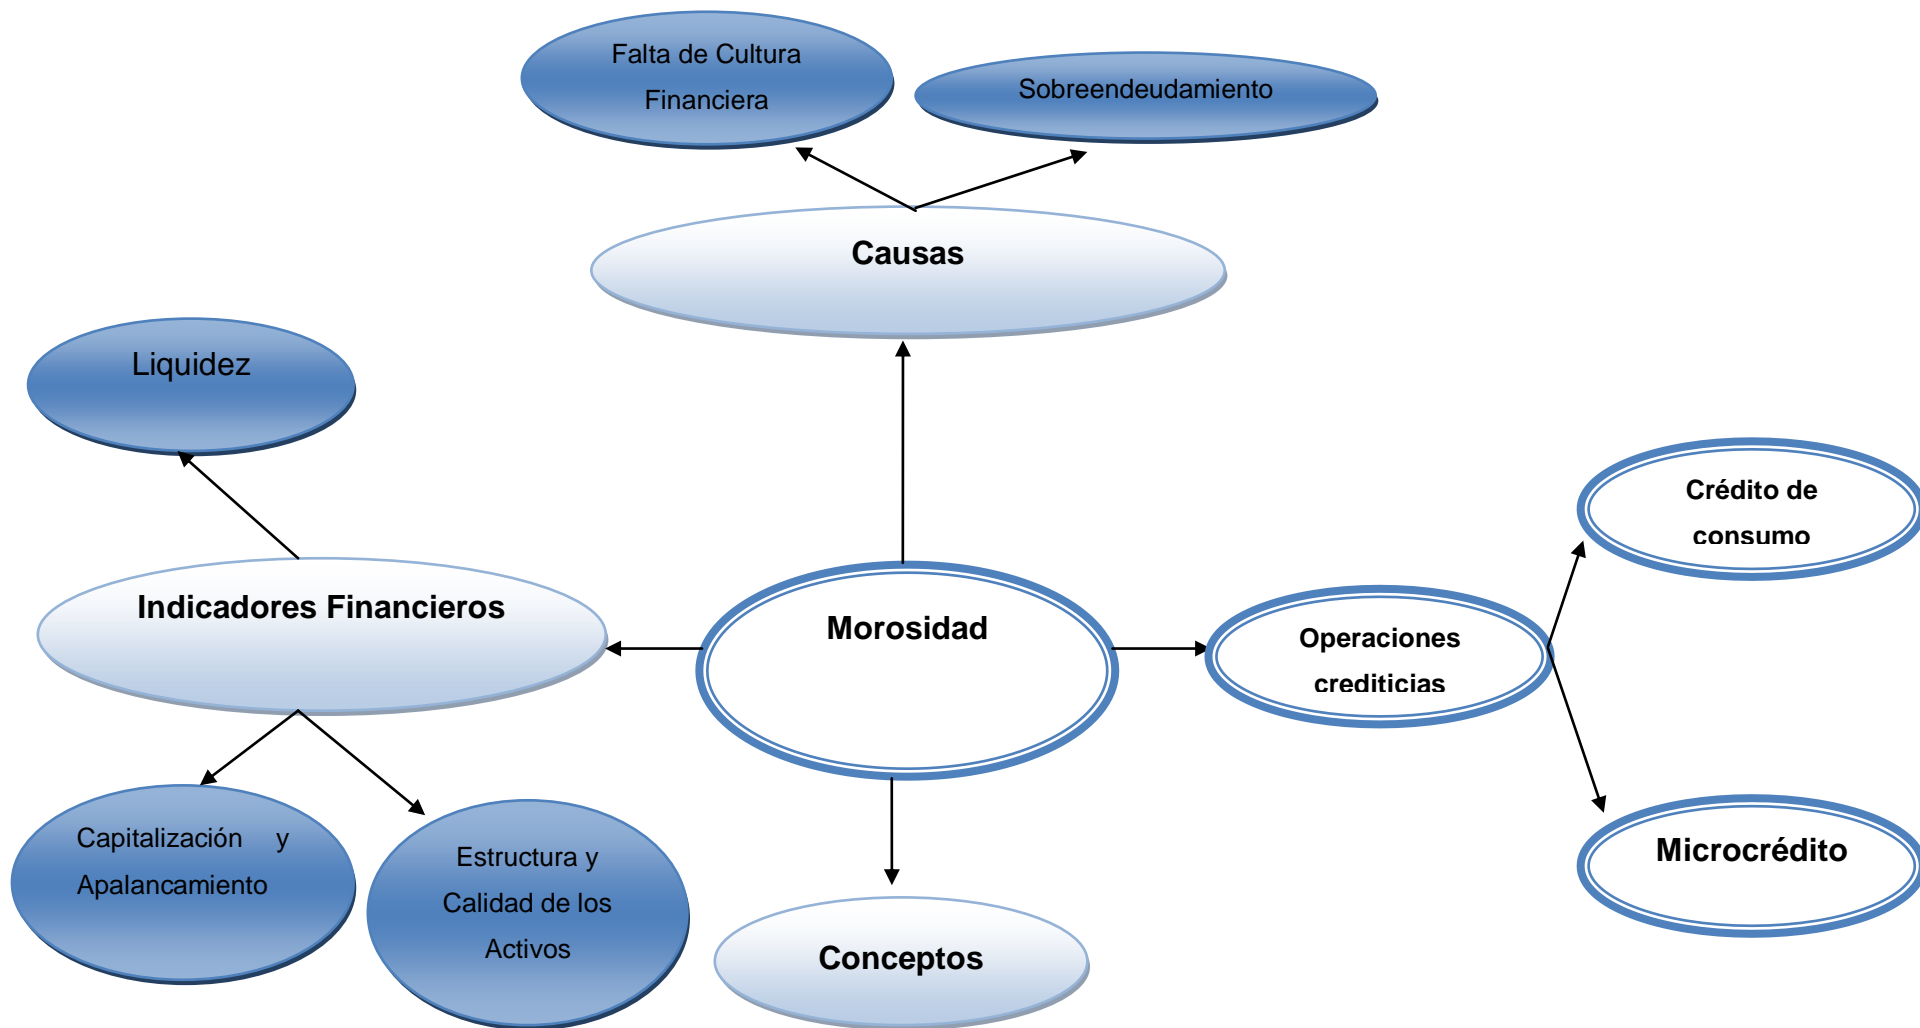 Falta de Cultura
Financiera
Sobreendeudamiento
Causas
Liquidez
Indicadores Financieros
Morosidad
Operaciones
crediticias
Crédito de
consumo
Microcrédito
Capitalización y
Apalancamiento
Estructura y
Calidad de los
Activos
Conceptos